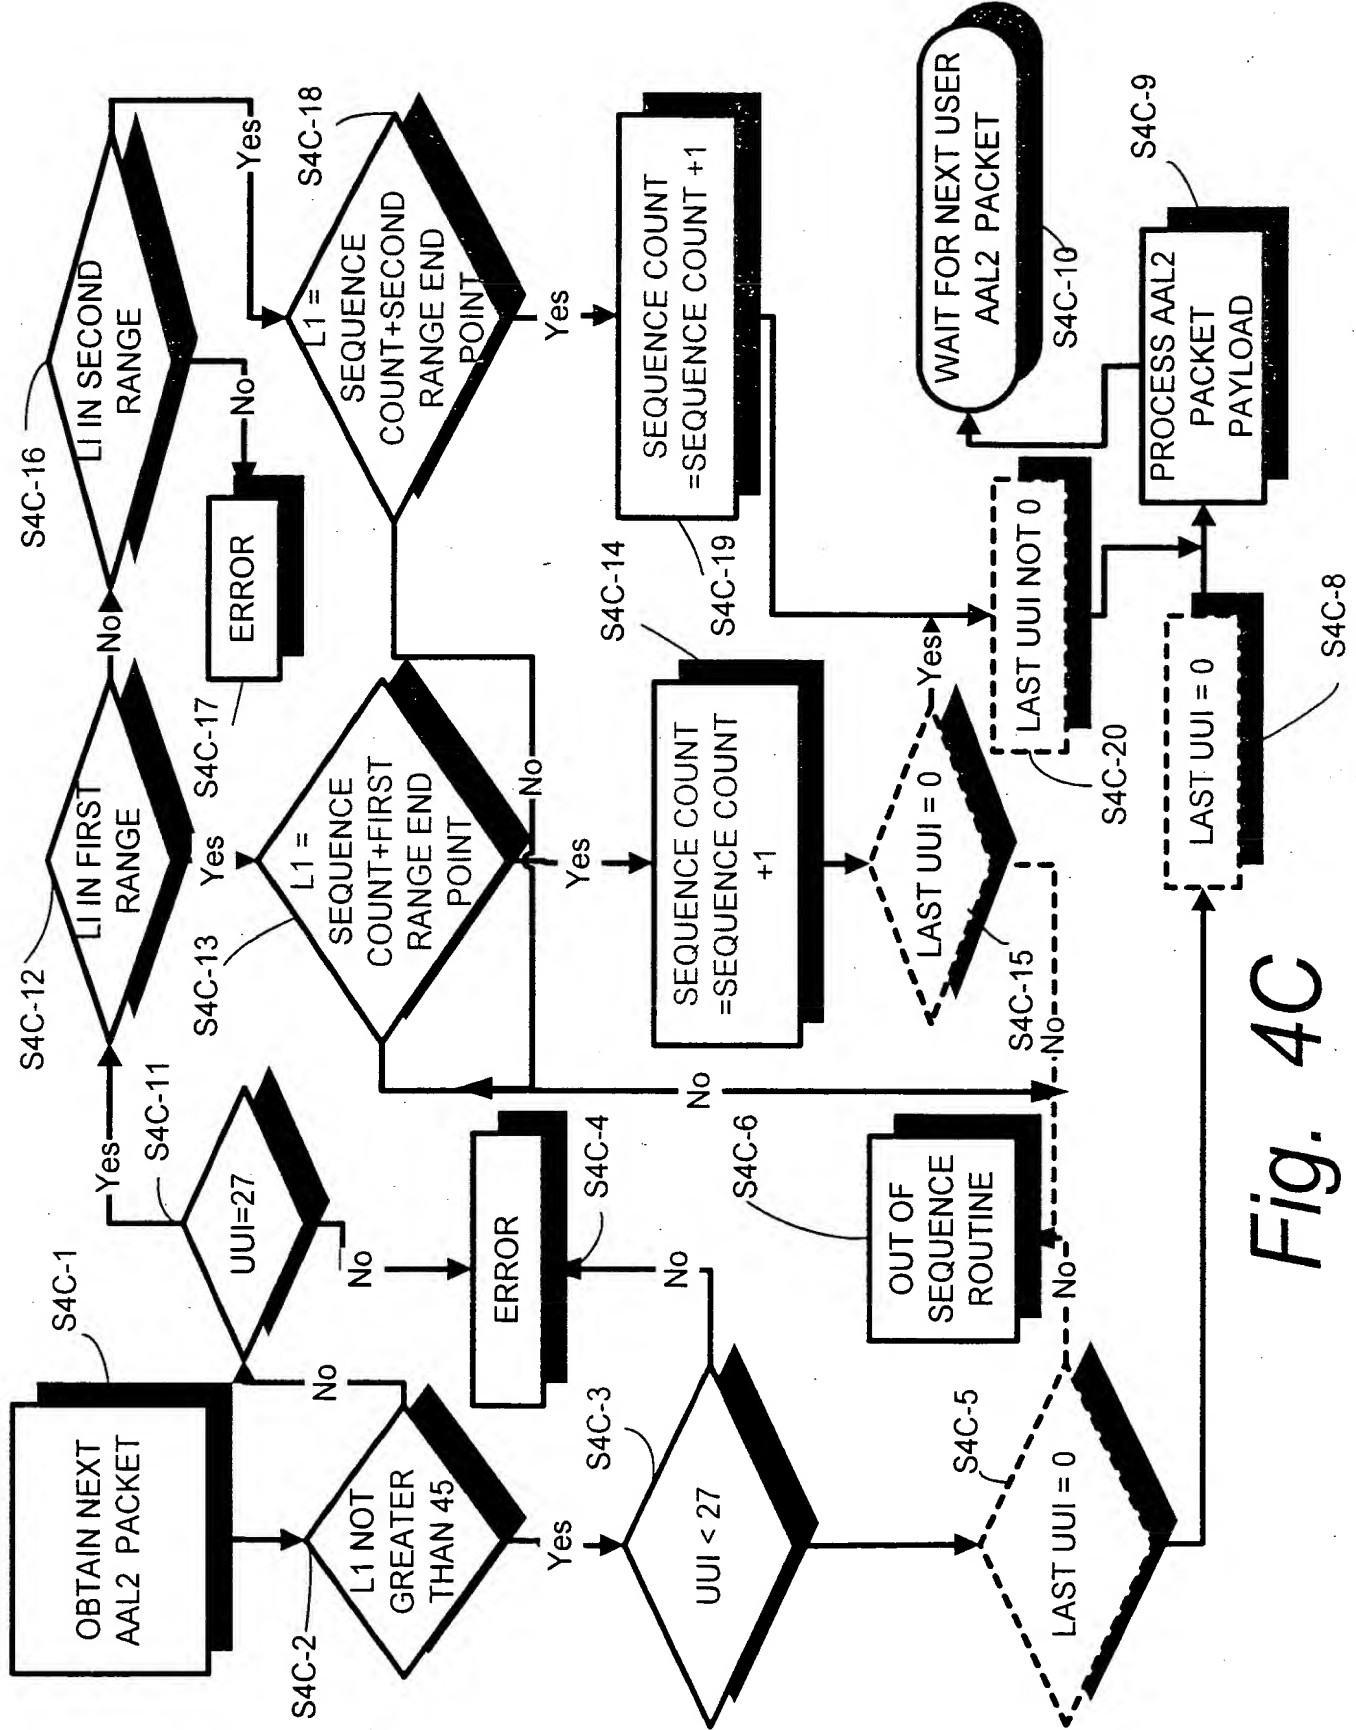 S4C-1
OBTAIN NEXT
AAL2 PACKET
S4C-2
L1 NOT
GREATER
THAN 45
No
Yes
S4C-3
UUI < 27
No
S4C-4
ERROR
No
S4C-11
UUI=27
Yes
S4C-5
LAST UUI = 0
No
S4C-6
OUT OF
SEQUENCE
ROUTINE
S4C-12
LI IN FIRST
RANGE
No
Yes
S4C-13
L1 =
SEQUENCE
COUNT+FIRST
RANGE END
POINT
No
No
Yes
S4C-14
SEQUENCE COUNT
=SEQUENCE COUNT
+1
S4C-15
LAST UUI = 0
Yes
No
S4C-16
LI IN SECOND
RANGE
No
Yes
S4C-17
ERROR
S4C-18
L1 =
SEQUENCE
COUNT+SECOND
RANGE END
POINT
Yes
S4C-19
SEQUENCE COUNT
=SEQUENCE COUNT +1
S4C-20
LAST UUI NOT 0
S4C-8
LAST UUI = 0
S4C-9
PROCESS AAL2
PACKET
PAYLOAD
S4C-10
WAIT FOR NEXT USER
AAL2 PACKET
Fig. 4C